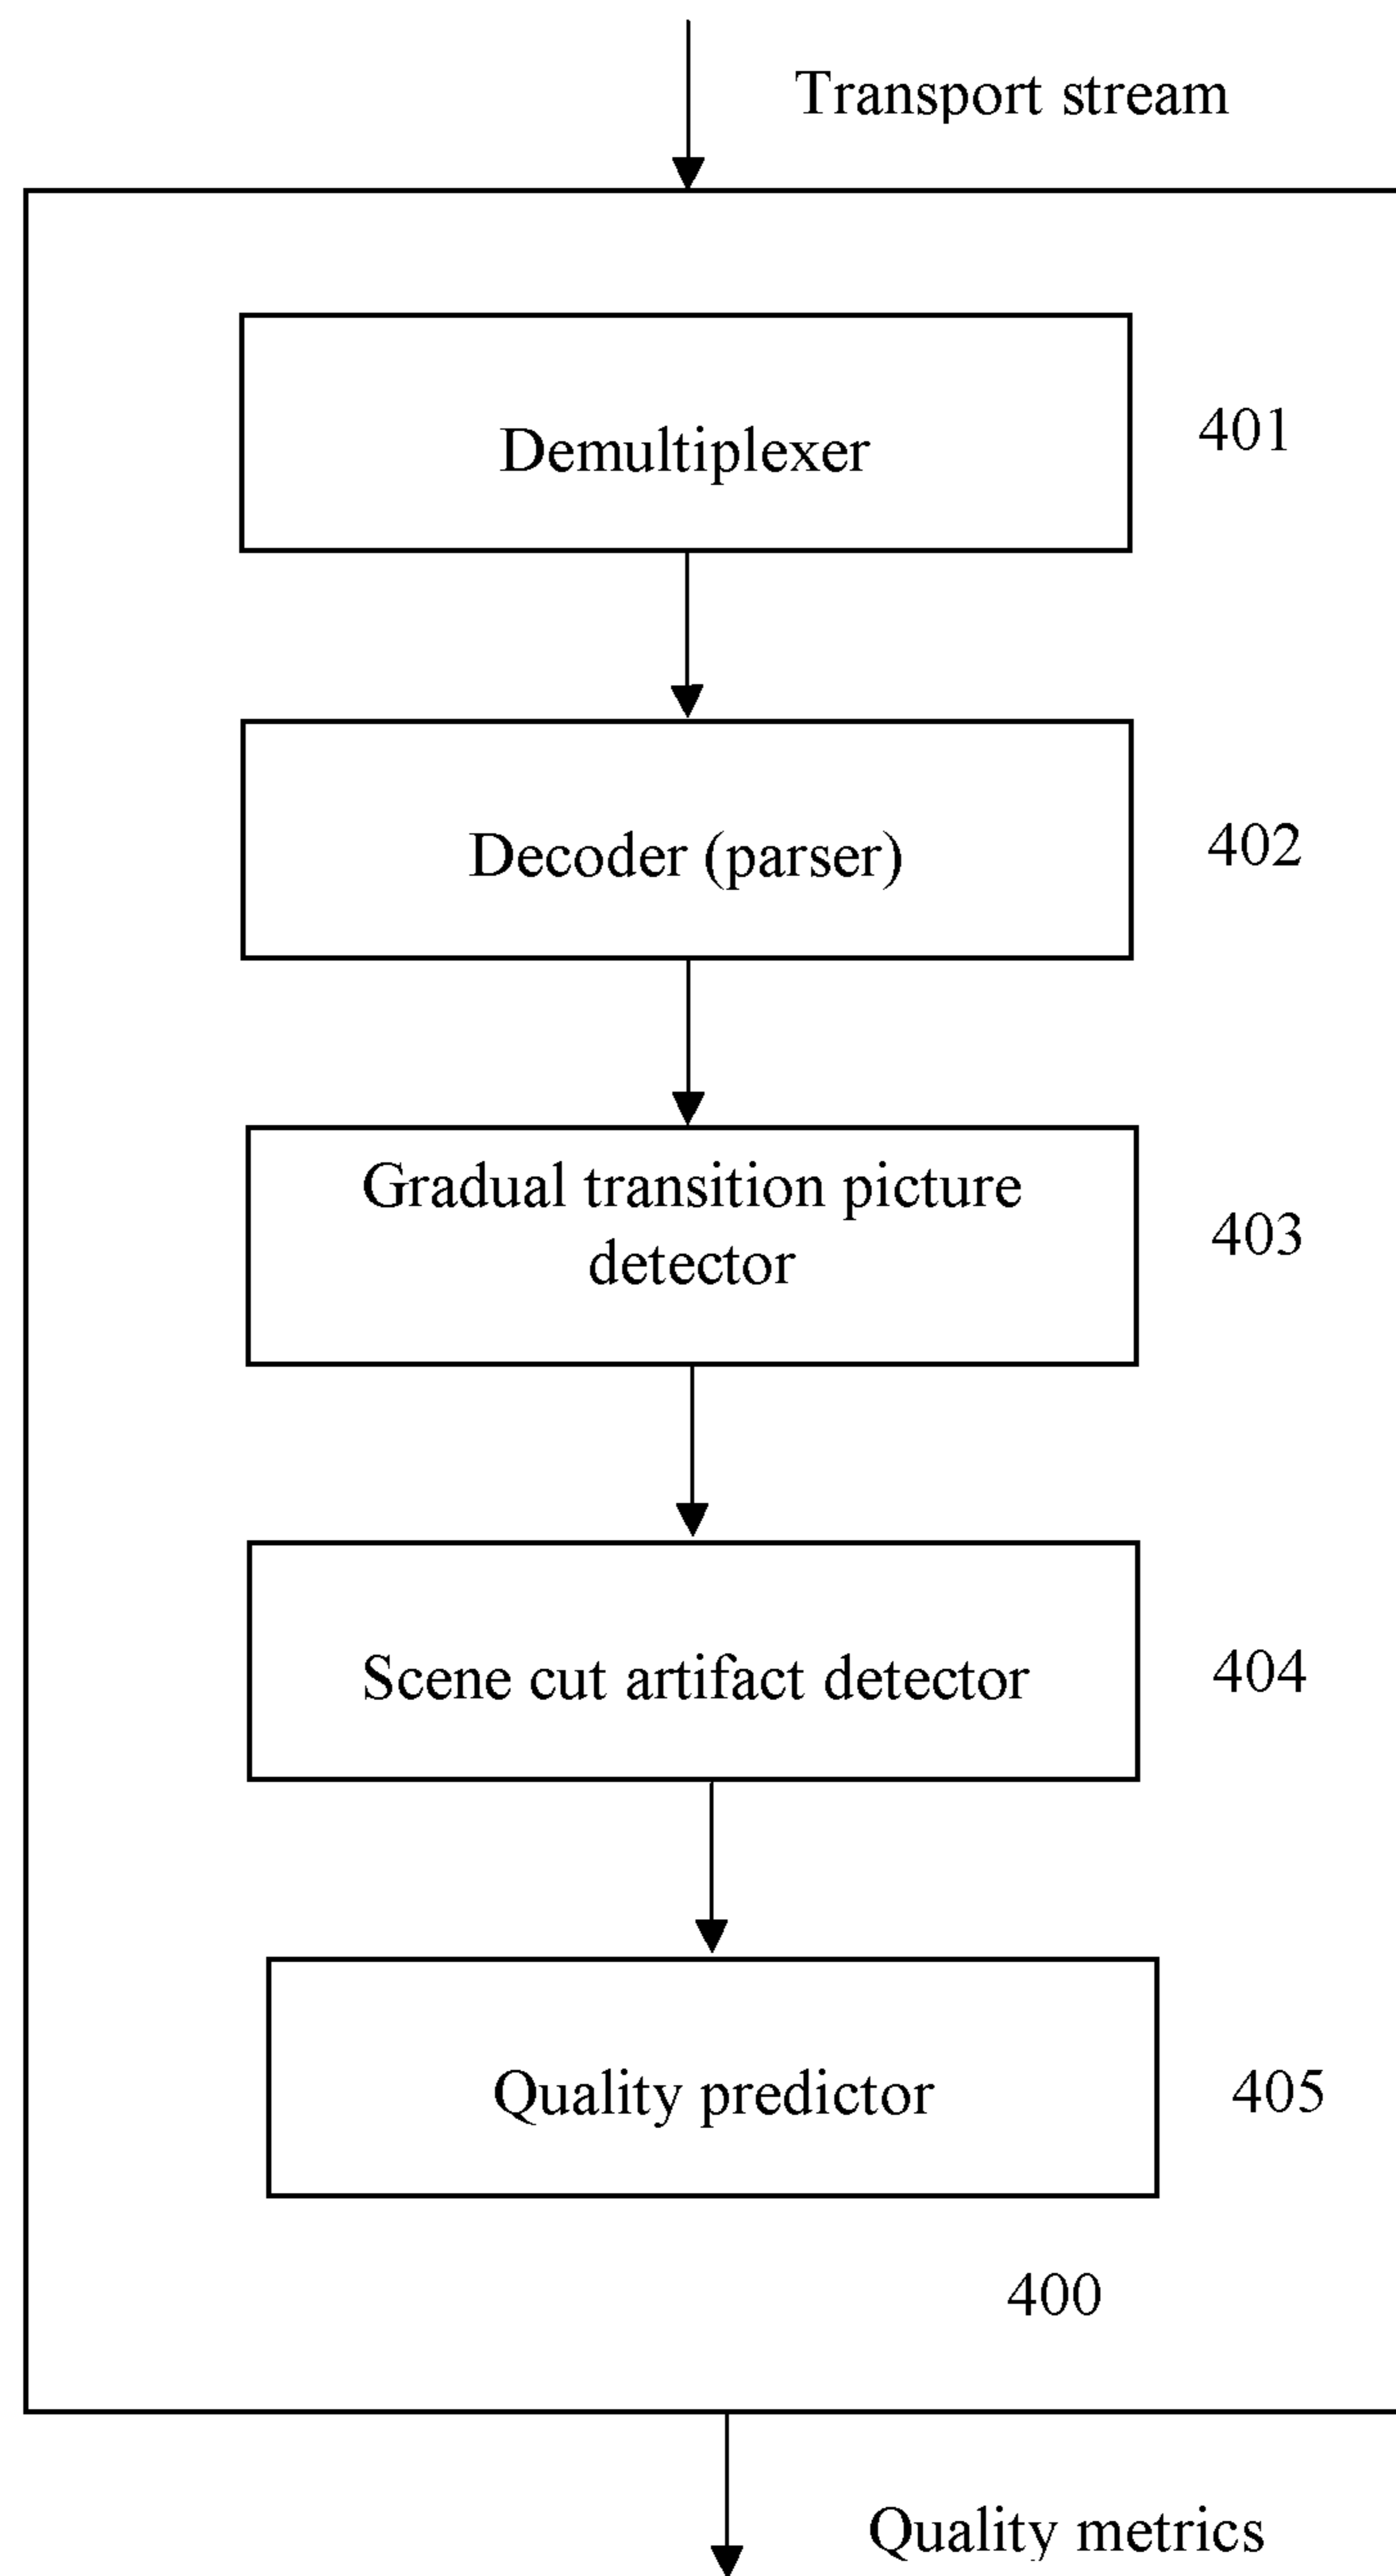 Transport stream
Demultiplexer
401
Decoder (parser)
402
Gradual transition picture
detector
403
Scene cut artifact detector
404
Quality predictor
405
400
Quality metrics